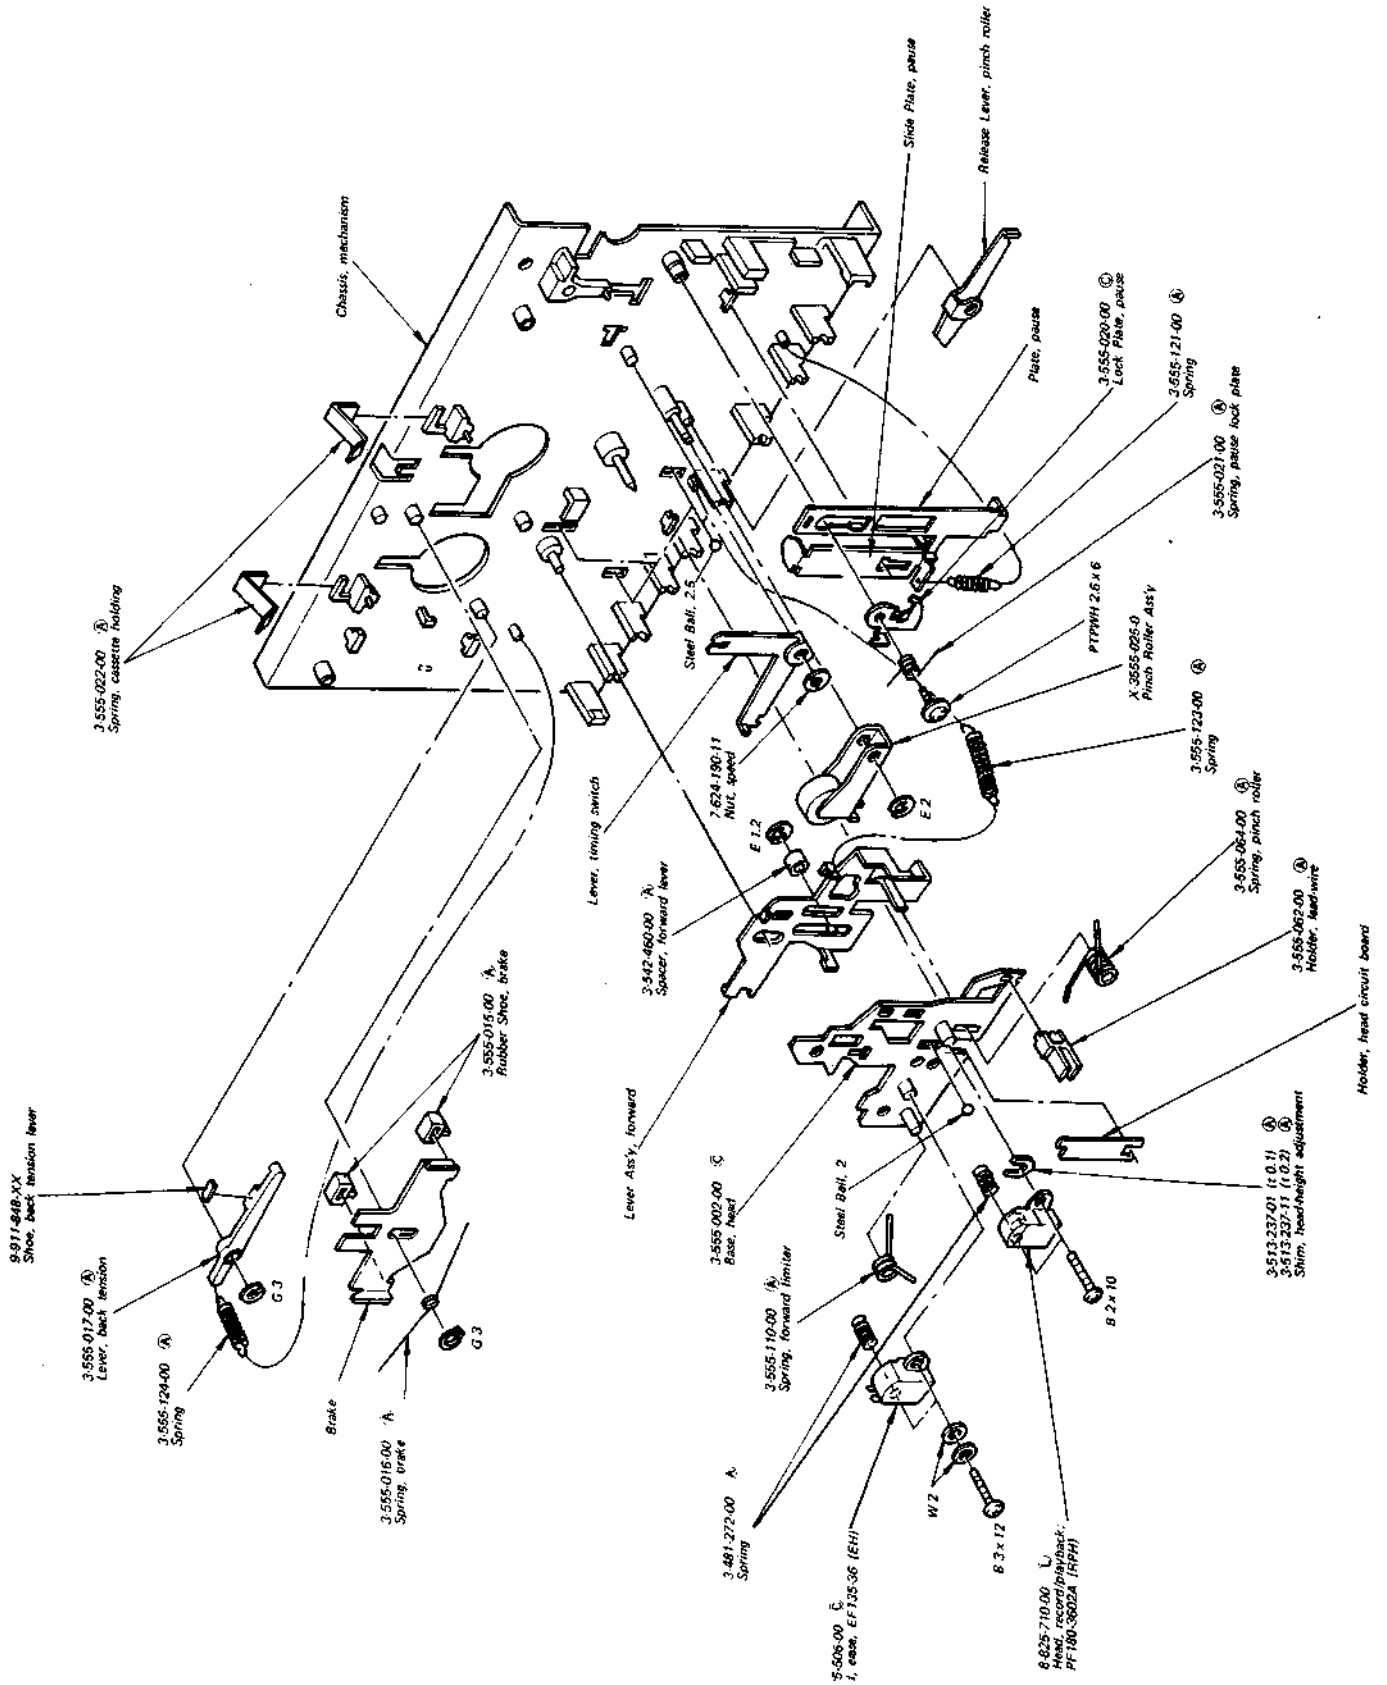 9-911-848-XX
Shoe, back tension lever
3-555-017-00 Ⓐ
Lever, back tension
3-555-124-00 Ⓐ
Spring
G 3
Brake
3-555-016-00 Ⓐ
Spring, brake
G 3
3-555-015-00 Ⓐ
Rubber Shoe, brake
3-555-022-00 Ⓐ
Spring, cassette holding
Chassis, mechanism
Slide Plate, pause
Release Lever, pinch roller
Plate, pause
3-555-020-00 Ⓒ
Lock Plate, pause
3-555-121-00 Ⓐ
Spring
3-555-021-00 Ⓐ
Spring, pause lock plate
PTPWH 2.6 x 6
X-3555-025-0
Pinch Roller Ass'y
3-555-123-00 Ⓐ
Spring
3-555-064-00 Ⓐ
Spring, pinch roller
3-555-062-00 Ⓐ
Holder, lead-wire
Holder, head circuit board
Steel Ball, 2.5
Lever, timing switch
7-624-190-11
Nut, speed
E 2
E 1.2
3-542-460-00 Ⓐ
Spacer, forward lever
Lever Ass'y, forward
3-555-002-00 Ⓒ
Base, head
3-555-110-00 Ⓐ
Spring, forward limiter
Steel Ball, 2
3-513-237-01 (t 0.1) Ⓐ
3-513-237-11 (t 0.2) Ⓐ
Shim, head-height adjustment
B 2 x 10
3-481-272-00
Spring
W 2
B 3 x 12
5-506-00
EF135-36 (EH)
8-825-710-00
Head, record/playback;
PF180-3602A (RPH)